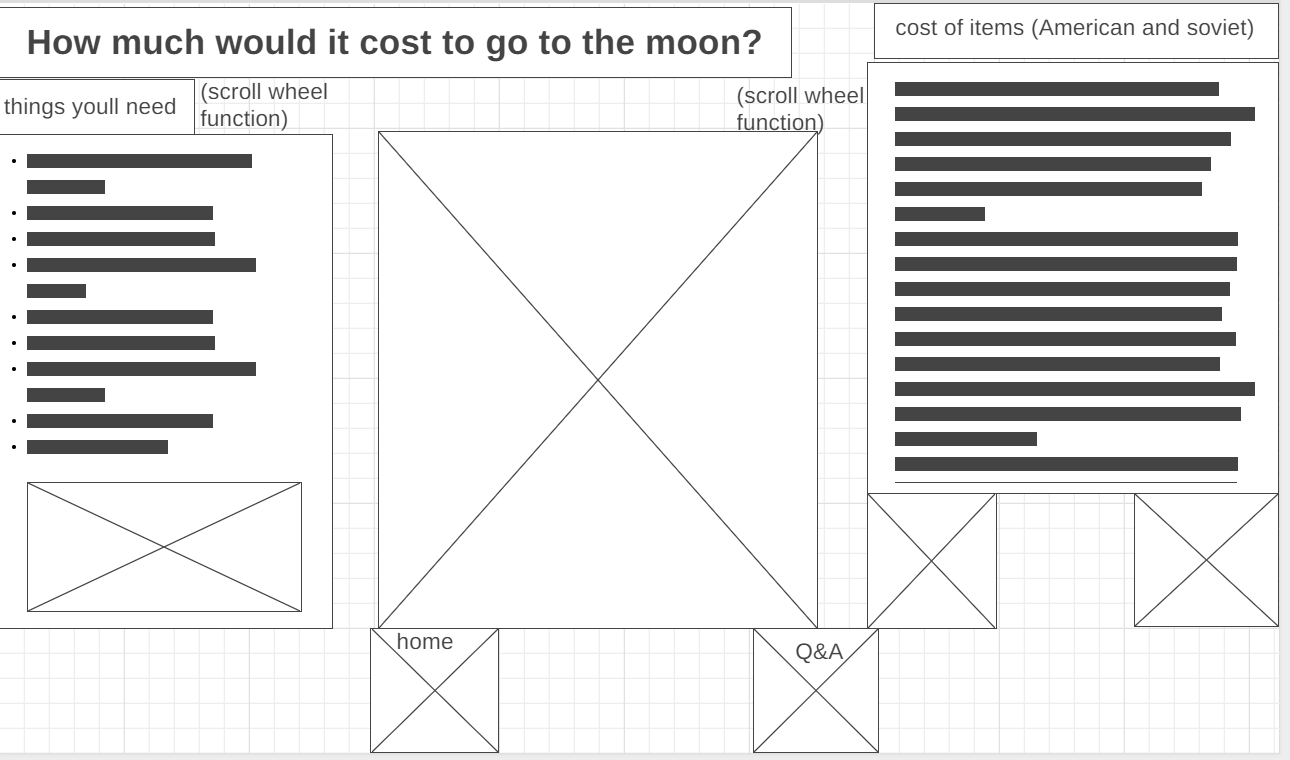 How much would it cost to go to the moon?
cost of items (American and soviet)
things youll need
(scroll wheel
function)
(scroll wheel
function)
home
Q&A